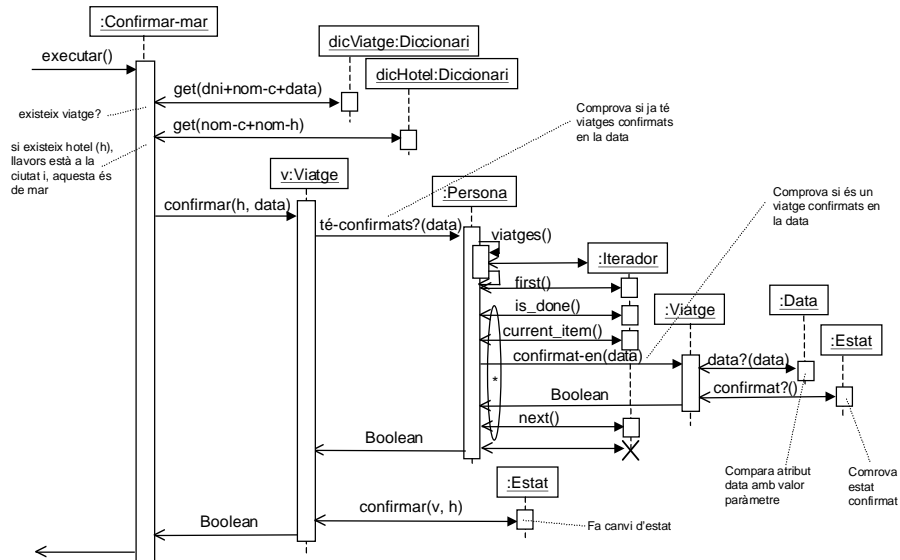 :Confirmar-mar
executar()
dicViatge:Diccionari
dicHotel:Diccionari
get(dni+nom-c+data)
existeix viatge?
get(nom-c+nom-h)
si existeix hotel (h),
llavors està a la
ciutat i, aquesta és
de mar
Comprova si ja té
viatges confirmats
en la data
v:Viatge
:Persona
confirmar(h, data)
té-confirmats?(data)
Comprova si és un
viatge confirmats en
la data
viatges()
:Iterador
first()
is_done()
:Viatge
:Data
current_item()
:Estat
confirmat-en(data)
data?(data)
*
Boolean
confirmat?()
next()
Boolean
Compara atribut
data amb valor
paràmetre
Comrova
estat
confirmat
:Estat
confirmar(v, h)
Fa canvi d'estat
Boolean